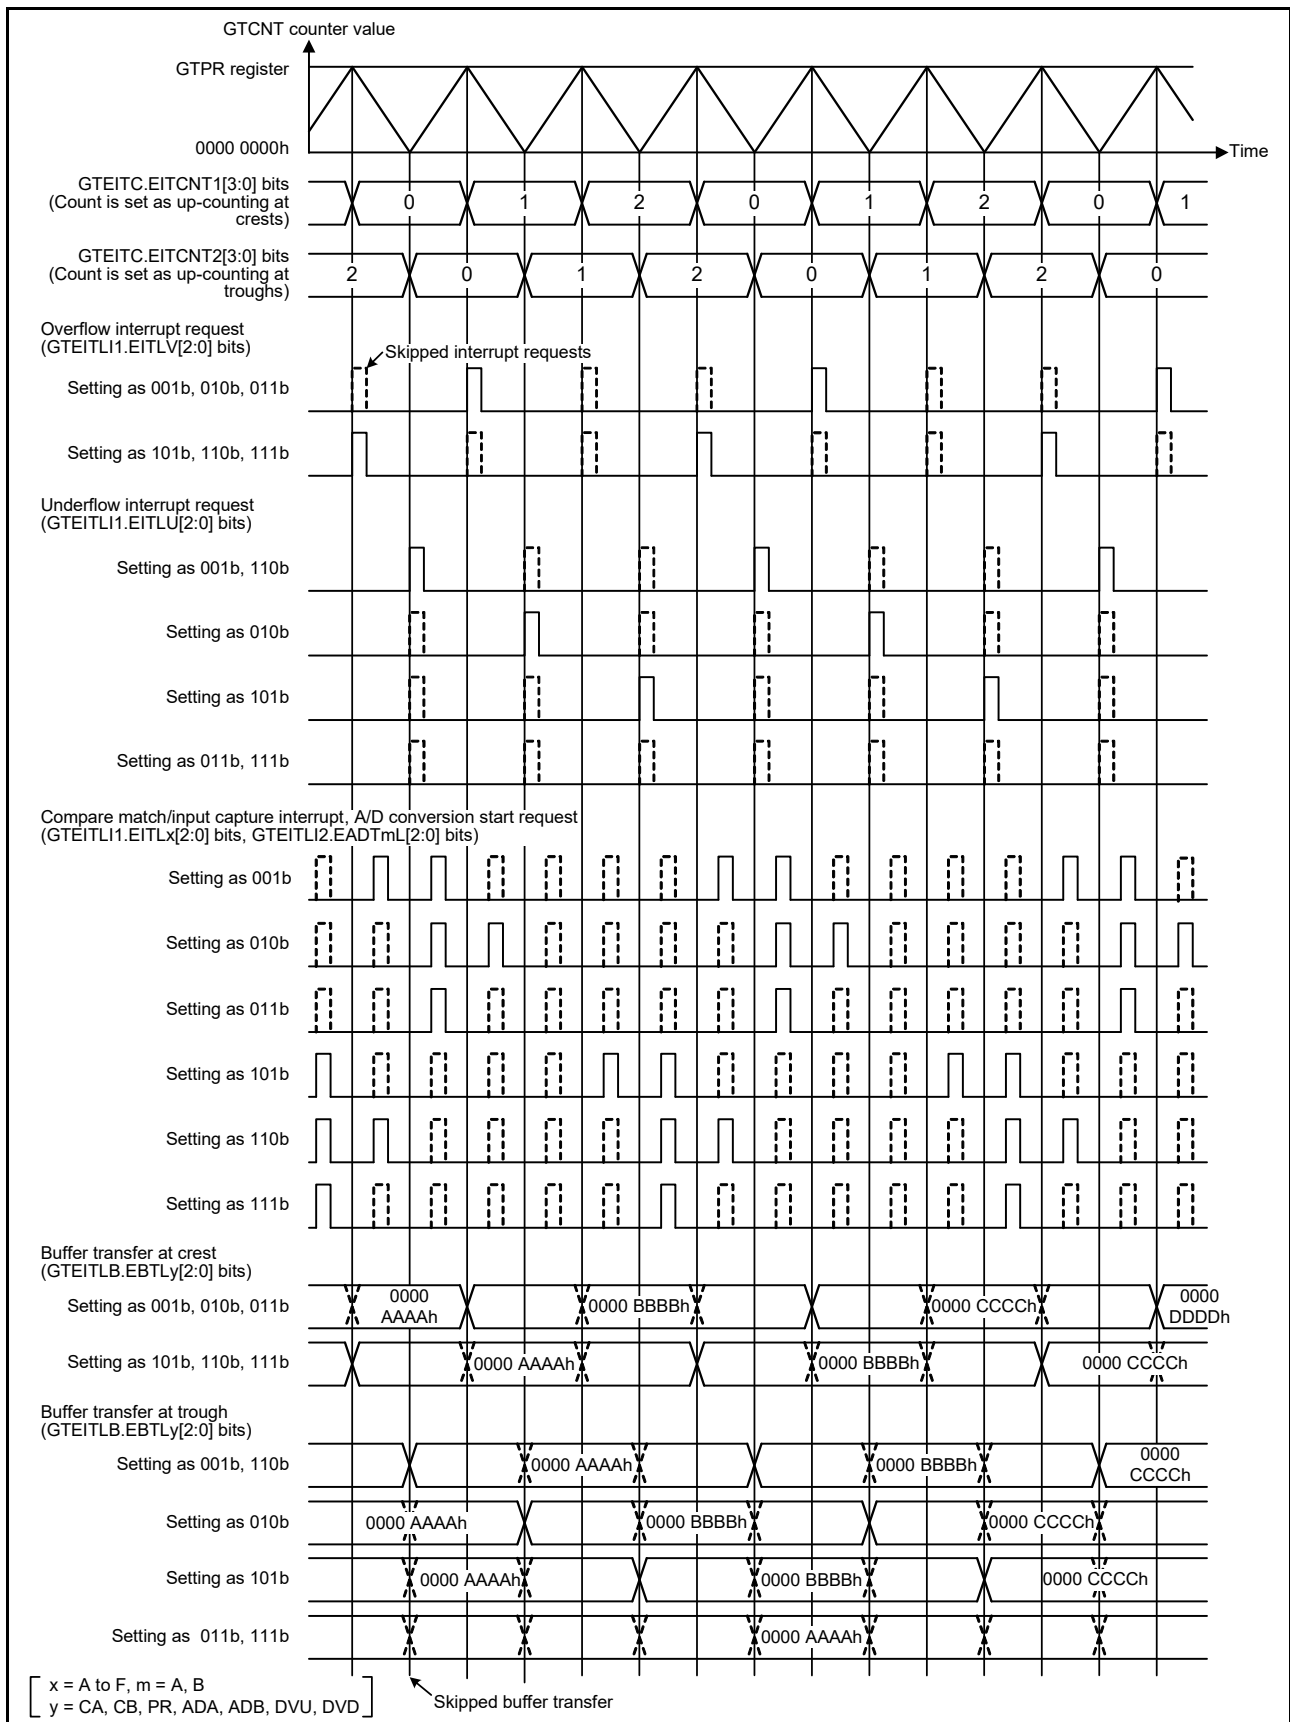 GTCNT counter value
GTPR register
0000 0000h
Time
GTEITC.EITCNT1[3:0] bits
(Count is set as up-counting at
crests)
0 1 2 0 1 2 0 1
GTEITC.EITCNT2[3:0] bits
(Count is set as up-counting at
troughs)
2 0 1 2 0 1 2 0
Overflow interrupt request
(GTEITLI1.EITLV[2:0] bits)
Skipped interrupt requests
Setting as 001b, 010b, 011b
Setting as 101b, 110b, 111b
Underflow interrupt request
(GTEITLI1.EITLU[2:0] bits)
Setting as 001b, 110b
Setting as 010b
Setting as 101b
Setting as 011b, 111b
Compare match/input capture interrupt, A/D conversion start request
(GTEITLI1.EITLx[2:0] bits, GTEITLI2.EADTmL[2:0] bits)
Setting as 001b
Setting as 010b
Setting as 011b
Setting as 101b
Setting as 110b
Setting as 111b
Buffer transfer at crest
(GTEITLB.EBTLy[2:0] bits)
Setting as 001b, 010b, 011b
0000
AAAAh
0000 BBBBh
0000 CCCCh
0000
DDDDh
Setting as 101b, 110b, 111b
0000 AAAAh
0000 BBBBh
0000 CCCCh
Buffer transfer at trough
(GTEITLB.EBTLy[2:0] bits)
Setting as 001b, 110b
0000 AAAAh
0000 BBBBh
0000
CCCCh
Setting as 010b
0000 AAAAh
0000 BBBBh
0000 CCCCh
Setting as 101b
0000 AAAAh
0000 BBBBh
0000 CCCCh
Setting as 011b, 111b
0000 AAAAh
x = A to F, m = A, B
y = CA, CB, PR, ADA, ADB, DVU, DVD
Skipped buffer transfer